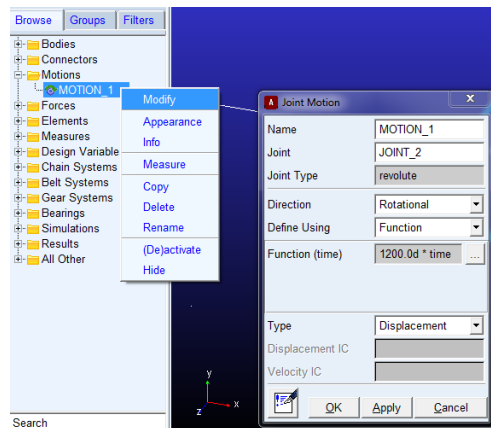 Browse Groups Filters
Bodies
Connectors
Motions
MOTION_1
Forces
Elements
Measures
Design Variable
Chain Systems
Belt Systems
Gear Systems
Bearings
Simulations
Results
All Other
Search
Modify
Appearance
Info
Measure
Copy
Delete
Rename
(De)activate
Hide
A Joint Motion x
Name MOTION_1
Joint JOINT_2
Joint Type revolute
Direction Rotational
Define Using Function
Function (time) 1200.0d * time ...
Type Displacement
Displacement IC
Velocity IC
OK Apply Cancel
y
x
z